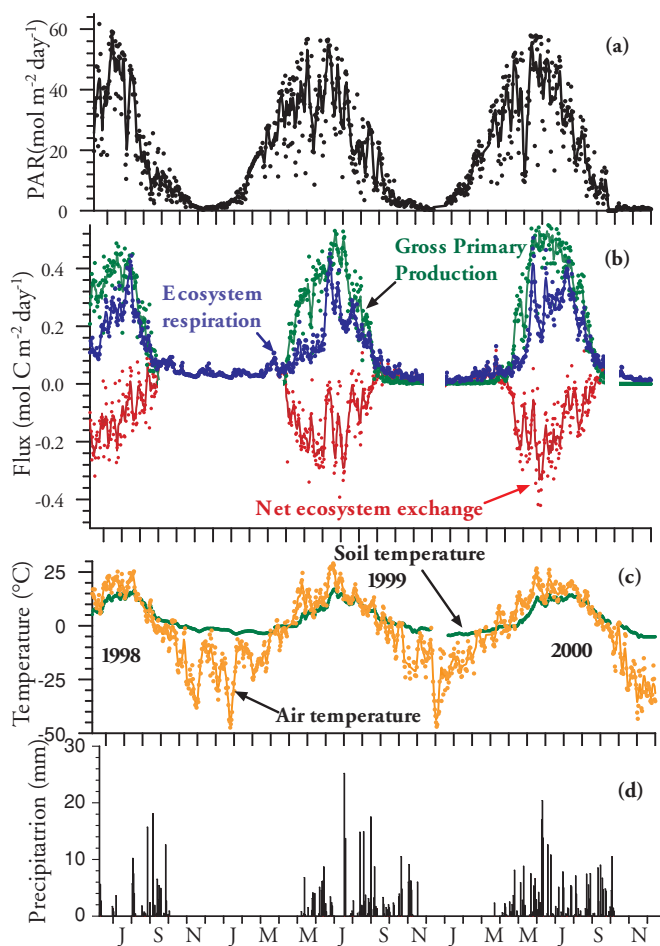 60
40
20
0
PAR(mol m-2 day-1)
(a)
0.4
0.2
0.0
-0.2
-0.4
Flux (mol C m-2 day-1)
(b)
Gross Primary
Production
Ecosystem
respiration
Net ecosystem exchange
25
0
-25
-50
Temperature (°C)
Soil temperature
(c)
1999
1998
2000
Air temperature
30
20
10
0
Precipitatrion (mm)
(d)
J S N J M M J S N J M M J S N